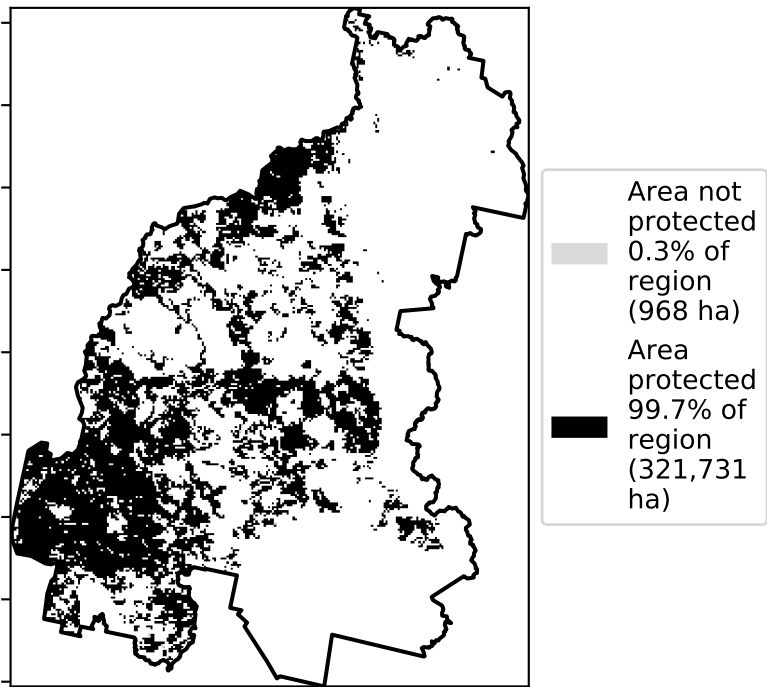 Area not
protected
0.3% of
region
(968 ha)
Area
protected
99.7% of
region
(321,731
ha)